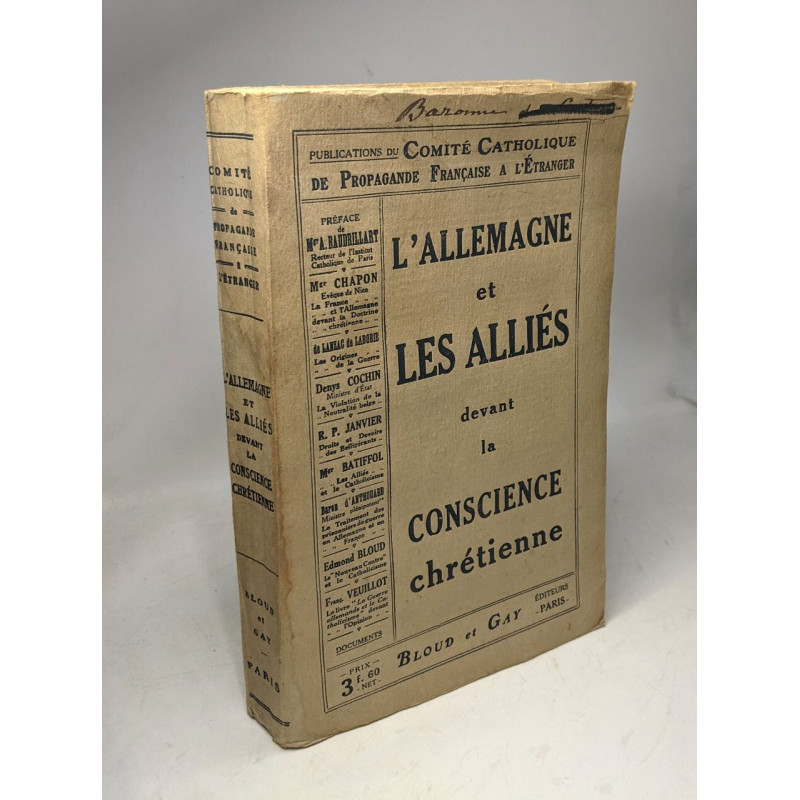 Baronne
PUBLICATIONS DU COMITÉ CATHOLIQUE
DE PROPAGANDE FRANÇAISE A L'ÉTRANGER
PRÉFACE
de
Mgr A. BAUDRILLART
Recteur de l'Institut
Catholique de Paris
Mgr CHAPON
Evêque de Nice
La France
et l'Allemagne
devant la Doctrine
chrétienne
de LANZAC de LABORIE
Les Origines
de la Guerre
Denys COCHIN
Ministre d'État
La Violation de la
Neutralité belge
R. P. JANVIER
Droits et Devoirs
des Belligérants
Mgr BATIFFOL
Les Alliés
et le Catholicisme
Baron d'ANTHOUARD
Ministre plénipotent.
Le Traitement des
prisonniers de guerre
en Allemagne et en
France
Edmond BLOUD
Le "Nouveau Centre"
et le Catholicisme
Franç. VEUILLOT
Le livre "La Guerre
allemande et le Ca-
tholicisme" devant
l'Opinion
DOCUMENTS
L'ALLEMAGNE
et
LES ALLIÉS
devant
la
CONSCIENCE
chrétienne
— PRIX —
3 f. 60
- NET -
BLOUD et GAY
ÉDITEURS
- PARIS -
COMITÉ
CATHOLIQUE
de
PROPAGANDE
FRANÇAISE
à
L'ÉTRANGER
L'ALLEMAGNE
ET
LES ALLIÉS
DEVANT
LA
CONSCIENCE
CHRÉTIENNE
BLOUD
et
GAY
—
PARIS